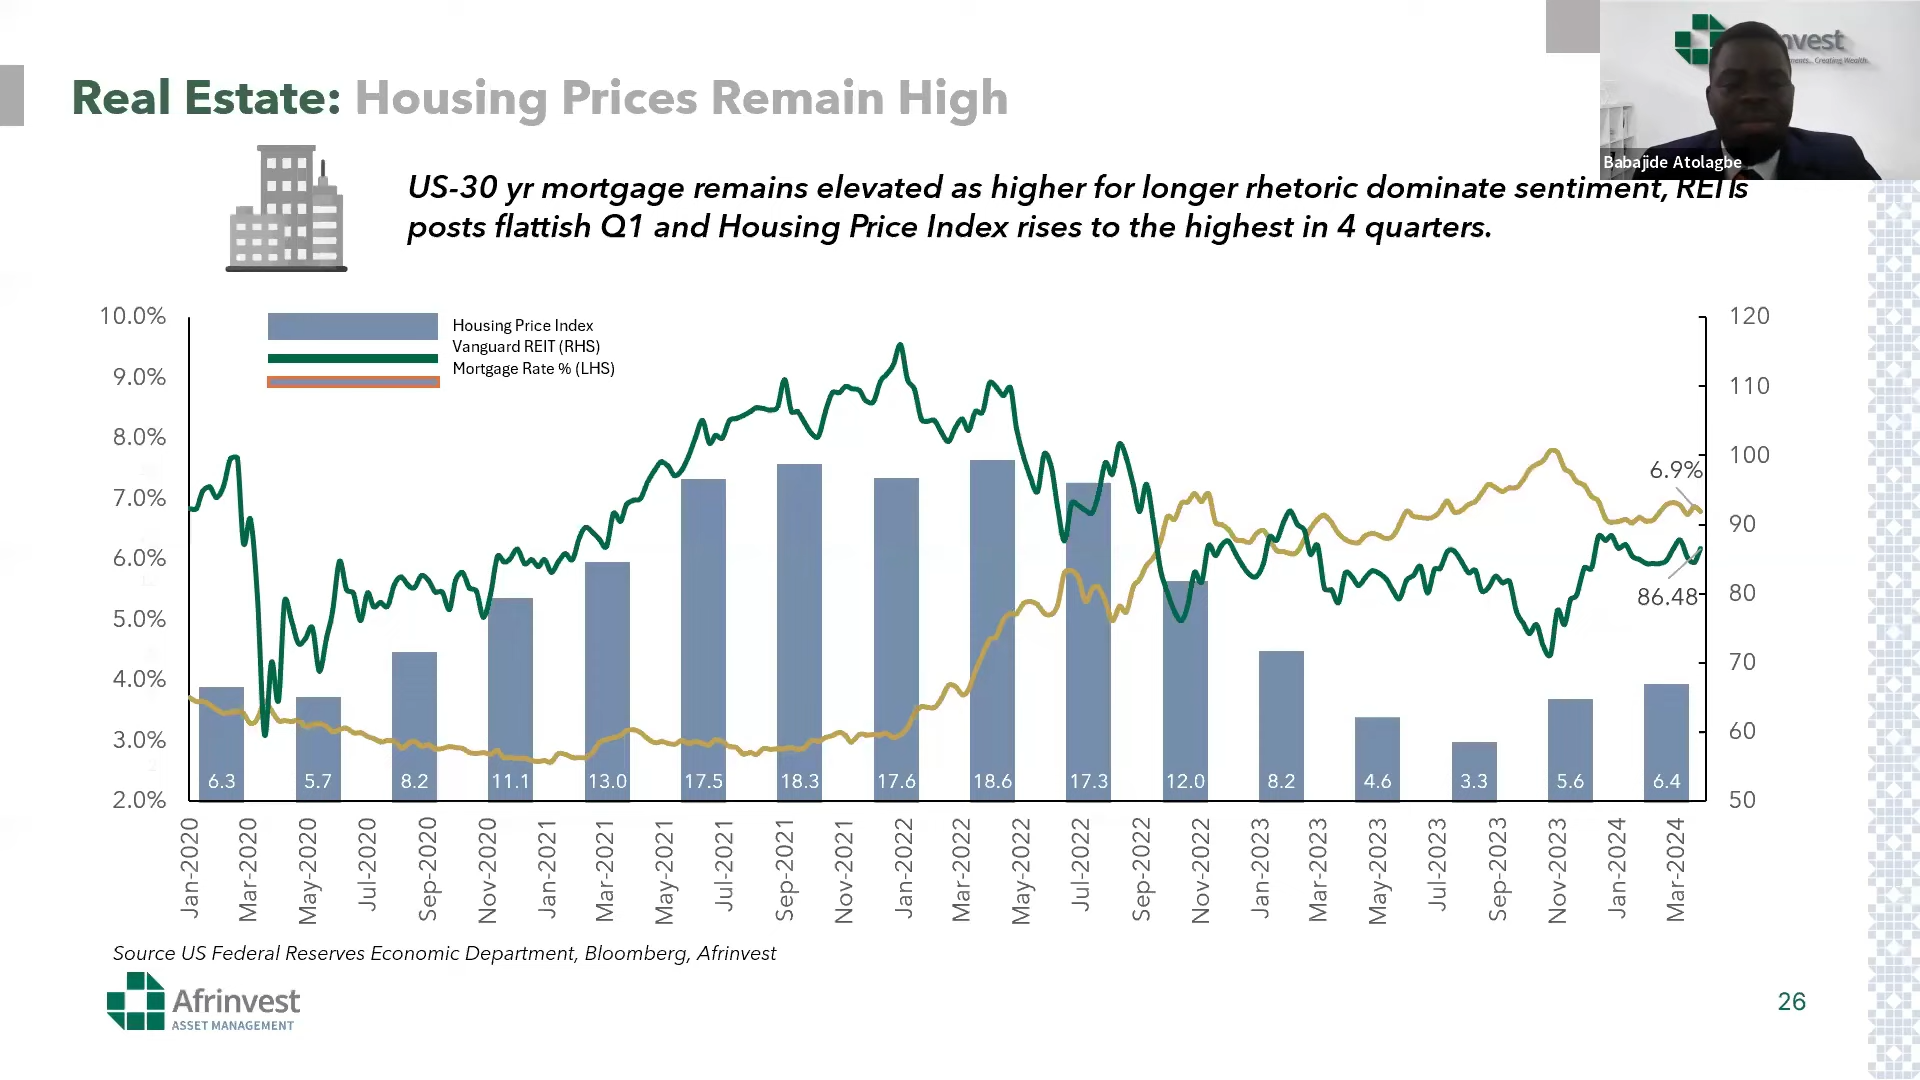 nvest
Real Estate: Housing Prices Remain High
Babajide Atolagbe
US-30 yr mortgage remains elevated as higher for longer rhetoric dominate sentiment, REITs
posts flattish Q1 and Housing Price Index rises to the highest in 4 quarters.
10.0%
9.0%
8.0%
7.0%
6.0%
5.0%
4.0%
3.0%
2.0%
Housing Price Index
Vanguard REIT (RHS)
Mortgage Rate % (LHS)
120
110
100
90
80
70
60
50
6.9%
86.48
6.3 5.7 8.2 11.1 13.0 17.5 18.3 17.6 18.6 17.3 12.0 8.2 4.6 3.3 5.6 6.4
Jan-2020 Mar-2020 May-2020 Jul-2020 Sep-2020 Nov-2020 Jan-2021 Mar-2021 May-2021 Jul-2021 Sep-2021 Nov-2021 Jan-2022 Mar-2022 May-2022 Jul-2022 Sep-2022 Nov-2022 Jan-2023 Mar-2023 May-2023 Jul-2023 Sep-2023 Nov-2023 Jan-2024 Mar-2024
Source US Federal Reserves Economic Department, Bloomberg, Afrinvest
Afrinvest
ASSET MANAGEMENT
26